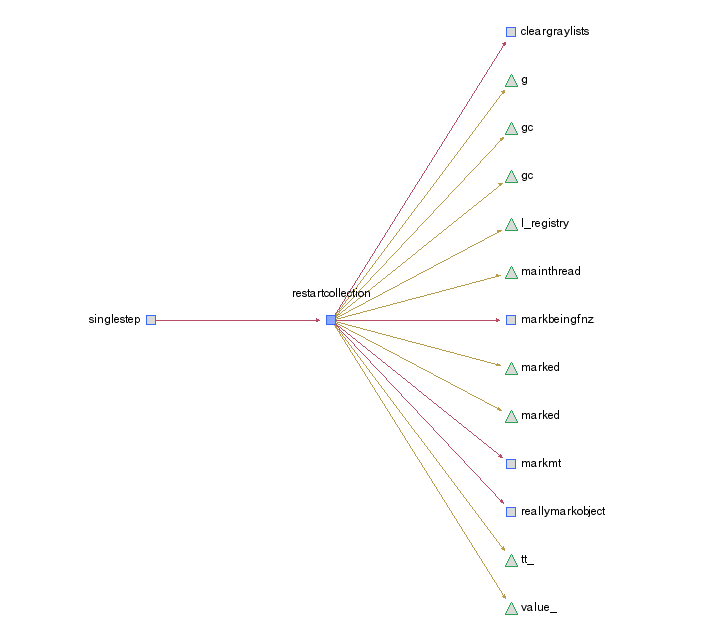 cleargraylists
g
gc
gc
l_registry
mainthread
restartcollection
singlestep
markbeingfnz
marked
marked
markmt
reallymarkobject
tt_
value_